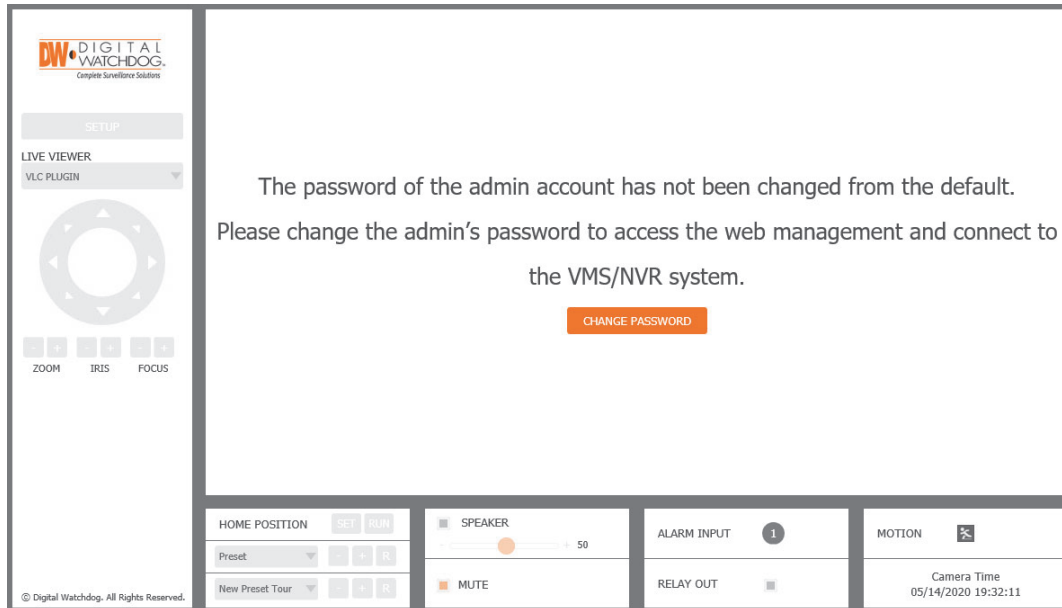 DW DIGITAL
WATCHDOG®
Complete Surveillance Solutions
SETUP
LIVE VIEWER
VLC PLUGIN
- + - + - +
ZOOM IRIS FOCUS
© Digital Watchdog. All Rights Reserved.
The password of the admin account has not been changed from the default.
Please change the admin’s password to access the web management and connect to
the VMS/NVR system.
CHANGE PASSWORD
HOME POSITION SET RUN
Preset - + R
New Preset Tour - + R
SPEAKER
- + 50
MUTE
ALARM INPUT 1
RELAY OUT
MOTION
Camera Time
05/14/2020 19:32:11